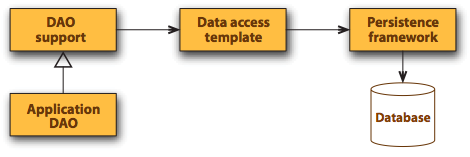 DAO
support
Data access
template
Persistence
framework
Application
DAO
Database